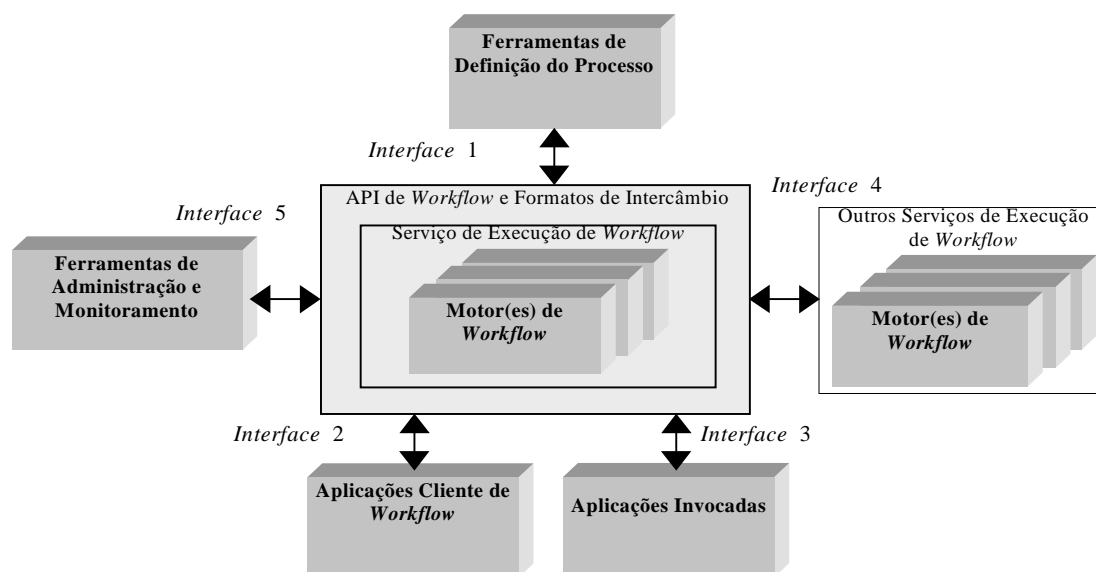 Ferramentas de
Definição do Processo
Interface 1
API de Workflow e Formatos de Intercâmbio
Interface 4
Interface 5
Serviço de Execução de Workflow
Outros Serviços de Execução
de Workflow
Ferramentas de
Administração e
Monitoramento
Motor(es) de
Workflow
Motor(es) de
Workflow
Interface 2
Interface 3
Aplicações Cliente de
Workflow
Aplicações Invocadas